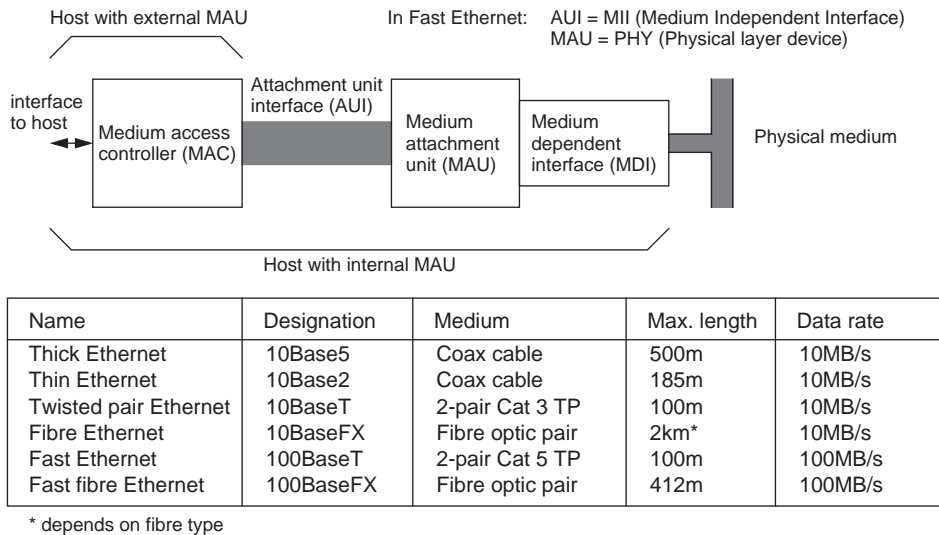 Host with external MAU
In Fast Ethernet: AUI = MII (Medium Independent Interface)
MAU = PHY (Physical layer device)
interface
to host
Medium access
controller (MAC)
Attachment unit
interface (AUI)
Medium
attachment
unit (MAU)
Medium
dependent
interface (MDI)
Physical medium
Host with internal MAU
Name Designation Medium Max. length Data rate
Thick Ethernet 10Base5 Coax cable 500m 10MB/s
Thin Ethernet 10Base2 Coax cable 185m 10MB/s
Twisted pair Ethernet 10BaseT 2-pair Cat 3 TP 100m 10MB/s
Fibre Ethernet 10BaseFX Fibre optic pair 2km* 10MB/s
Fast Ethernet 100BaseT 2-pair Cat 5 TP 100m 100MB/s
Fast fibre Ethernet 100BaseFX Fibre optic pair 412m 100MB/s
* depends on fibre type